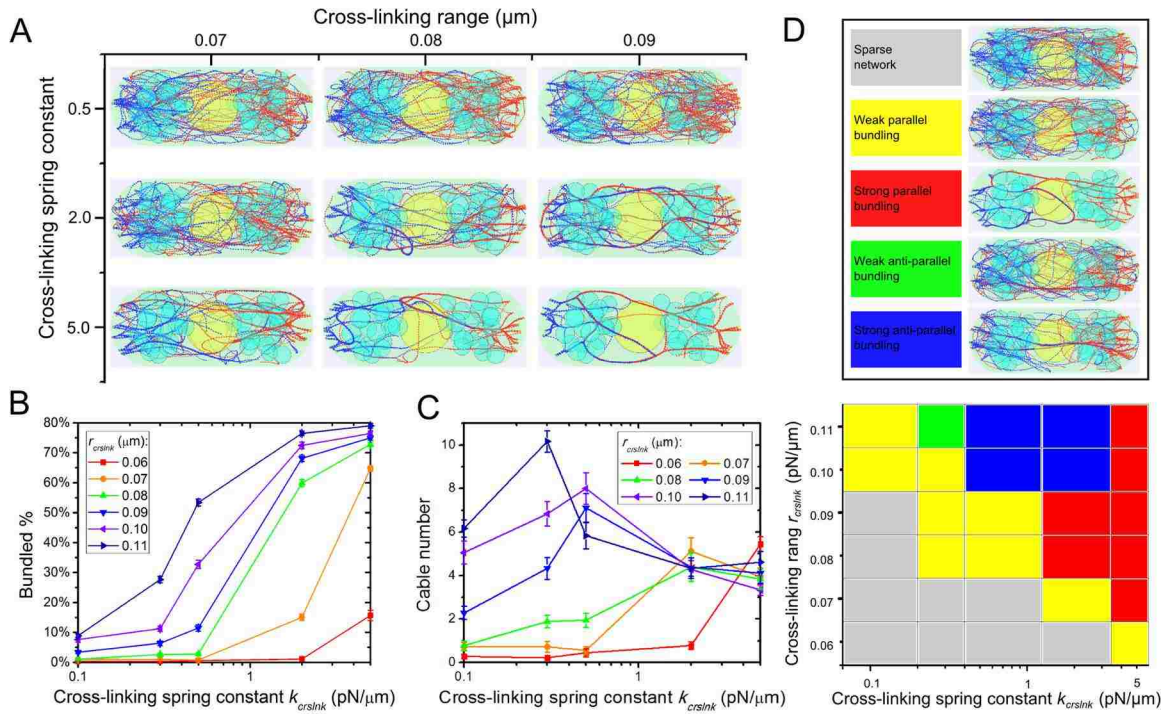 A
Cross-linking range (µm)
0.07
0.08
0.09
Cross-linking spring constant
0.5
2.0
5.0
B
Bundled %
80%
70%
60%
50%
40%
30%
20%
10%
0%
r crslnk (µm):
0.06
0.07
0.08
0.09
0.10
0.11
0.1
1
Cross-linking spring constant k crslnk (pN/µm)
C
Cable number
10
8
6
4
2
0
r crslnk (µm):
0.06
0.07
0.08
0.09
0.10
0.11
0.1
1
Cross-linking spring constant k crslnk (pN/µm)
D
Sparse
network
Weak parallel
bundling
Strong parallel
bundling
Weak anti-parallel
bundling
Strong anti-parallel
bundling
Cross-linking rang r crslnk (pN/µm)
0.11
0.10
0.09
0.08
0.07
0.06
0.1
1
5
Cross-linking spring constant k crslnk (pN/µm)